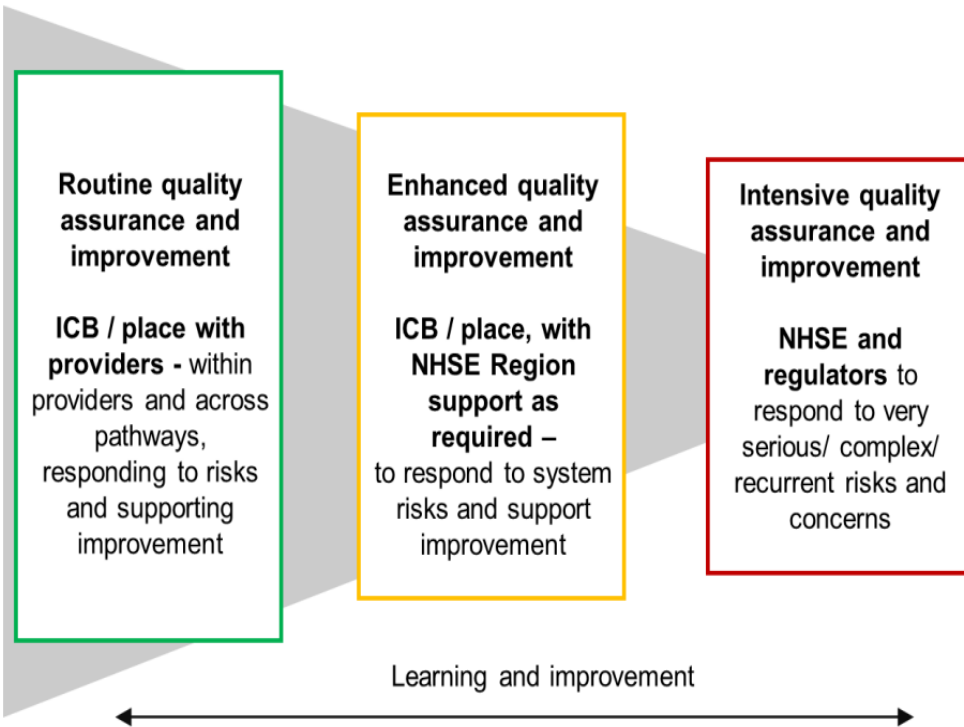 Routine quality
assurance and
improvement
ICB / place with
providers - within
providers and across
pathways,
responding to risks
and supporting
improvement
Enhanced quality
assurance and
improvement
ICB / place, with
NHSE Region
support as
required –
to respond to system
risks and support
improvement
Intensive quality
assurance and
improvement
NHSE and
regulators to
respond to very
serious/ complex/
recurrent risks and
concerns
Learning and improvement